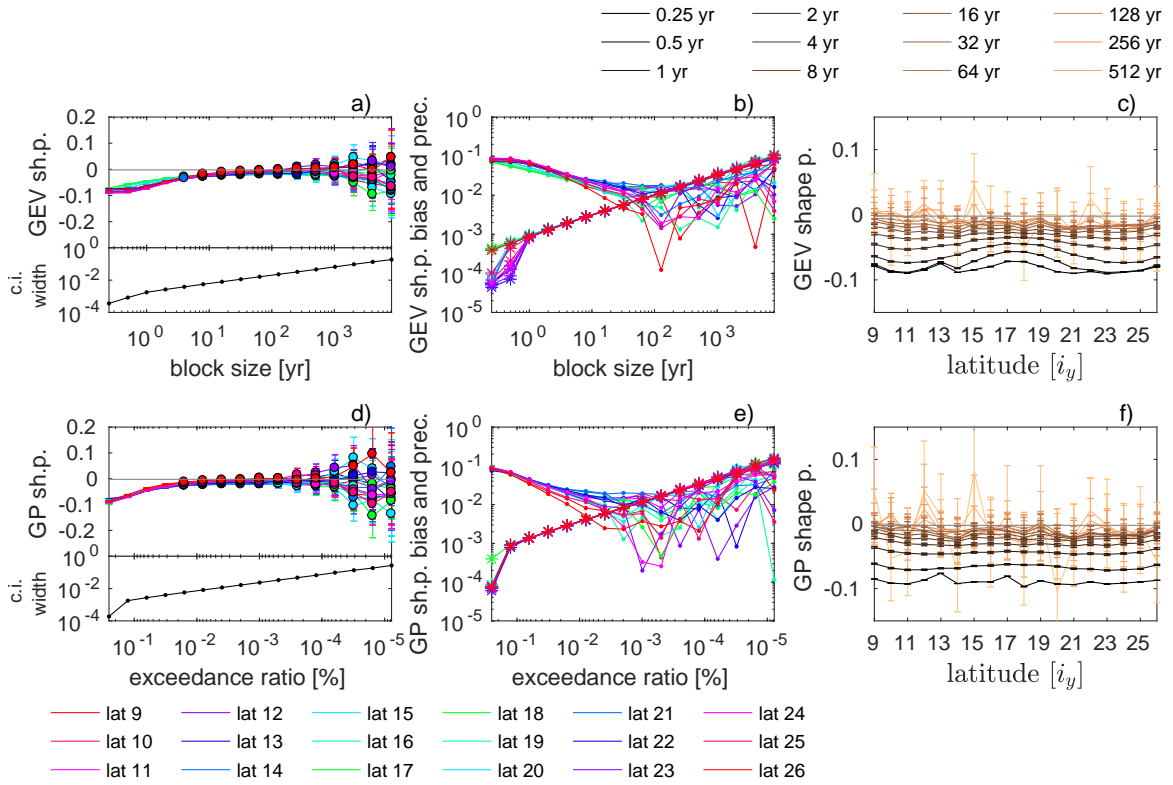 0.25 yr 2 yr 16 yr 128 yr
0.5 yr 4 yr 32 yr 256 yr
1 yr 8 yr 64 yr 512 yr
a)
GEV sh.p.
0.2
0.1
0
-0.1
-0.2
c.i. width
10^0
10^-2
10^-4
10^0 10^1 10^2 10^3
block size [yr]
b)
GEV sh.p. bias and prec.
10^0
10^-1
10^-2
10^-3
10^-4
10^-5
10^0 10^1 10^2 10^3
block size [yr]
c)
GEV shape p.
0.1
0
-0.1
9 11 13 15 17 19 21 23 25
latitude [i_y]
d)
GP sh.p.
0.2
0.1
0
-0.1
-0.2
c.i. width
10^0
10^-2
10^-4
10^-1 10^-2 10^-3 10^-4 10^-5
exceedance ratio [%]
e)
GP sh.p. bias and prec.
10^0
10^-1
10^-2
10^-3
10^-4
10^-5
10^-1 10^-2 10^-3 10^-4 10^-5
exceedance ratio [%]
f)
GP shape p.
0.1
0
-0.1
9 11 13 15 17 19 21 23 25
latitude [i_y]
lat 9 lat 12 lat 15 lat 18 lat 21 lat 24
lat 10 lat 13 lat 16 lat 19 lat 22 lat 25
lat 11 lat 14 lat 17 lat 20 lat 23 lat 26